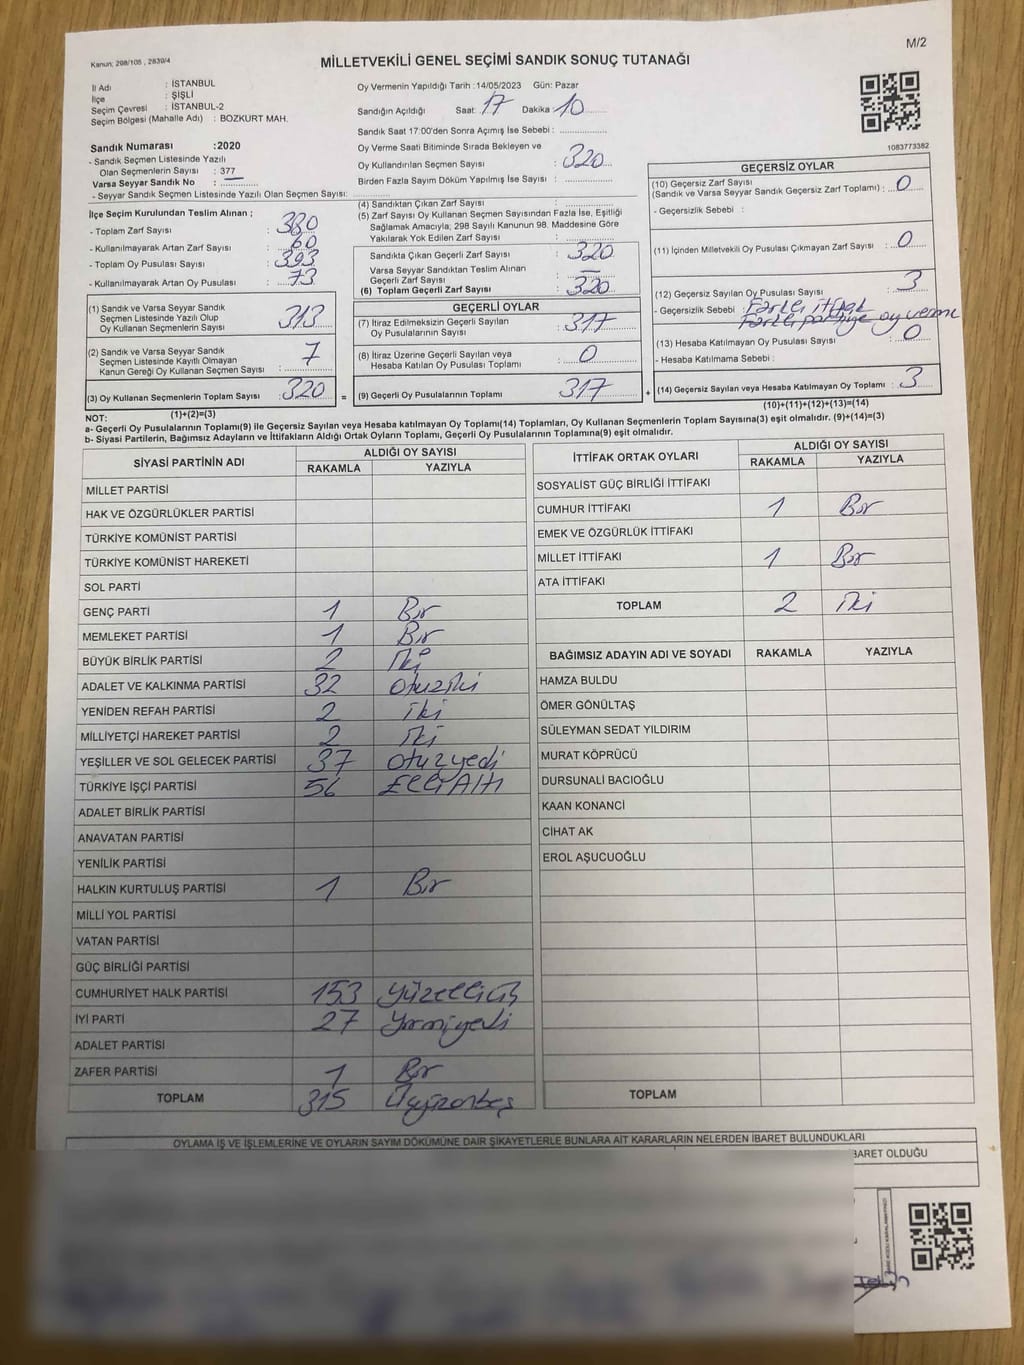 M/2
Kanun: 298/105 , 2839/4
MİLLETVEKİLİ GENEL SEÇİMİ SANDIK SONUÇ TUTANAĞI
İl Adı : İSTANBUL
İlçe : ŞİŞLİ
Seçim Çevresi : İSTANBUL-2
Seçim Bölgesi (Mahalle Adı) : BOZKURT MAH.
Oy Vermenin Yapıldığı Tarih :14/05/2023 Gün: Pazar
Sandığın Açıldığı Saat: 17 Dakika 10
Sandık Saat 17:00'den Sonra Açımış İse Sebebi :
Oy Verme Saati Bitiminde Sırada Bekleyen ve
Oy Kullandırılan Seçmen Sayısı : 320
Birden Fazla Sayım Döküm Yapılmış İse Sayısı :
1083773382
Sandık Numarası :2020
- Sandık Seçmen Listesinde Yazılı
Olan Seçmenlerin Sayısı : 377
Varsa Seyyar Sandık No :
- Seyyar Sandık Seçmen Listesinde Yazılı Olan Seçmen Sayısı:
İlçe Seçim Kurulundan Teslim Alınan ;
- Toplam Zarf Sayısı : 380
- Kullanılmayarak Artan Zarf Sayısı : 60
- Toplam Oy Pusulası Sayısı : 393
- Kullanılmayarak Artan Oy Pusulası : 73
(1) Sandık ve Varsa Seyyar Sandık
Seçmen Listesinde Yazılı Olup
Oy Kullanan Seçmenlerin Sayısı : 313
(2) Sandık ve Varsa Seyyar Sandık
Seçmen Listesinde Kayıtlı Olmayan
Kanun Gereği Oy Kullanan Seçmen Sayısı : 7
(3) Oy Kullanan Seçmenlerin Toplam Sayısı : 320 =
(1)+(2)=(3)
(4) Sandıktan Çıkan Zarf Sayısı :
(5) Zarf Sayısı Oy Kullanan Seçmen Sayısından Fazla İse, Eşitliği
Sağlamak Amacıyla; 298 Sayılı Kanunun 98. Maddesine Göre
Yakılarak Yok Edilen Zarf Sayısı :
Sandıkta Çıkan Geçerli Zarf Sayısı : 320
Varsa Seyyar Sandıktan Teslim Alınan
Geçerli Zarf Sayısı : —
(6) Toplam Geçerli Zarf Sayısı : 320
GEÇERLİ OYLAR
(7) İtiraz Edilmeksizin Geçerli Sayılan
Oy Pusulalarının Sayısı : 317
(8) İtiraz Üzerine Geçerli Sayılan veya
Hesaba Katılan Oy Pusulası Toplamı : 0
(9) Geçerli Oy Pusulalarının Toplamı : 317 +
GEÇERSİZ OYLAR
(10) Geçersiz Zarf Sayısı
(Sandık ve Varsa Seyyar Sandık Geçersiz Zarf Toplamı) : 0
- Geçersizlik Sebebi :
(11) İçinden Milletvekili Oy Pusulası Çıkmayan Zarf Sayısı : 0
(12) Geçersiz Sayılan Oy Pusulası Sayısı : 3
- Geçersizlik Sebebi : Farklı ittifak
Farklı partiye oy verme
(13) Hesaba Katılmayan Oy Pusulası Sayısı : 0
- Hesaba Katılmama Sebebi :
(14) Geçersiz Sayılan veya Hesaba Katılmayan Oy Toplamı : 3
(10)+(11)+(12)+(13)=(14)
NOT:
a- Geçerli Oy Pusulalarının Toplamı(9) ile Geçersiz Sayılan veya Hesaba katılmayan Oy Toplamı(14) Toplamları, Oy Kullanan Seçmenlerin Toplam Sayısına(3) eşit olmalıdır. (9)+(14)=(3)
b- Siyasi Partilerin, Bağımsız Adayların ve İttifakların Aldığı Ortak Oyların Toplamı, Geçerli Oy Pusulalarının Toplamına(9) eşit olmalıdır.
SİYASİ PARTİNİN ADI ALDIĞI OY SAYISI
RAKAMLA YAZIYLA
MİLLET PARTİSİ
HAK VE ÖZGÜRLÜKLER PARTİSİ
TÜRKİYE KOMÜNİST PARTİSİ
TÜRKİYE KOMÜNİST HAREKETİ
SOL PARTİ
GENÇ PARTİ 1 Bir
MEMLEKET PARTİSİ 1 Bir
BÜYÜK BİRLİK PARTİSİ 2 İki
ADALET VE KALKINMA PARTİSİ 32 otuziki
YENİDEN REFAH PARTİSİ 2 iki
MİLLİYETÇİ HAREKET PARTİSİ 2 iki
YEŞİLLER VE SOL GELECEK PARTİSİ 37 otuzyedi
TÜRKİYE İŞÇİ PARTİSİ 56 Elli Altı
ADALET BİRLİK PARTİSİ
ANAVATAN PARTİSİ
YENİLİK PARTİSİ
HALKIN KURTULUŞ PARTİSİ 1 Bir
MİLLİ YOL PARTİSİ
VATAN PARTİSİ
GÜÇ BİRLİĞİ PARTİSİ
CUMHURİYET HALK PARTİSİ 153 Yüzelliüç
İYİ PARTİ 27 Yirmiyedi
ADALET PARTİSİ
ZAFER PARTİSİ 1 Bir
TOPLAM 315 Üçyüzonbeş
İTTİFAK ORTAK OYLARI ALDIĞI OY SAYISI
RAKAMLA YAZIYLA
SOSYALİST GÜÇ BİRLİĞİ İTTİFAKI
CUMHUR İTTİFAKI 1 Bir
EMEK VE ÖZGÜRLÜK İTTİFAKI
MİLLET İTTİFAKI 1 Bir
ATA İTTİFAKI
TOPLAM 2 iki
BAĞIMSIZ ADAYIN ADI VE SOYADI RAKAMLA YAZIYLA
HAMZA BULDU
ÖMER GÖNÜLTAŞ
SÜLEYMAN SEDAT YILDIRIM
MURAT KÖPRÜCÜ
DURSUNALİ BACIOĞLU
KAAN KONANCİ
CİHAT AK
EROL AŞUCUOĞLU
TOPLAM
OYLAMA İŞ VE İŞLEMLERİNE VE OYLARIN SAYIM DÖKÜMÜNE DAİR ŞİKAYETLERLE BUNLARA AİT KARARLARIN NELERDEN İBARET BULUNDUKLARI
BARET OLDUĞU